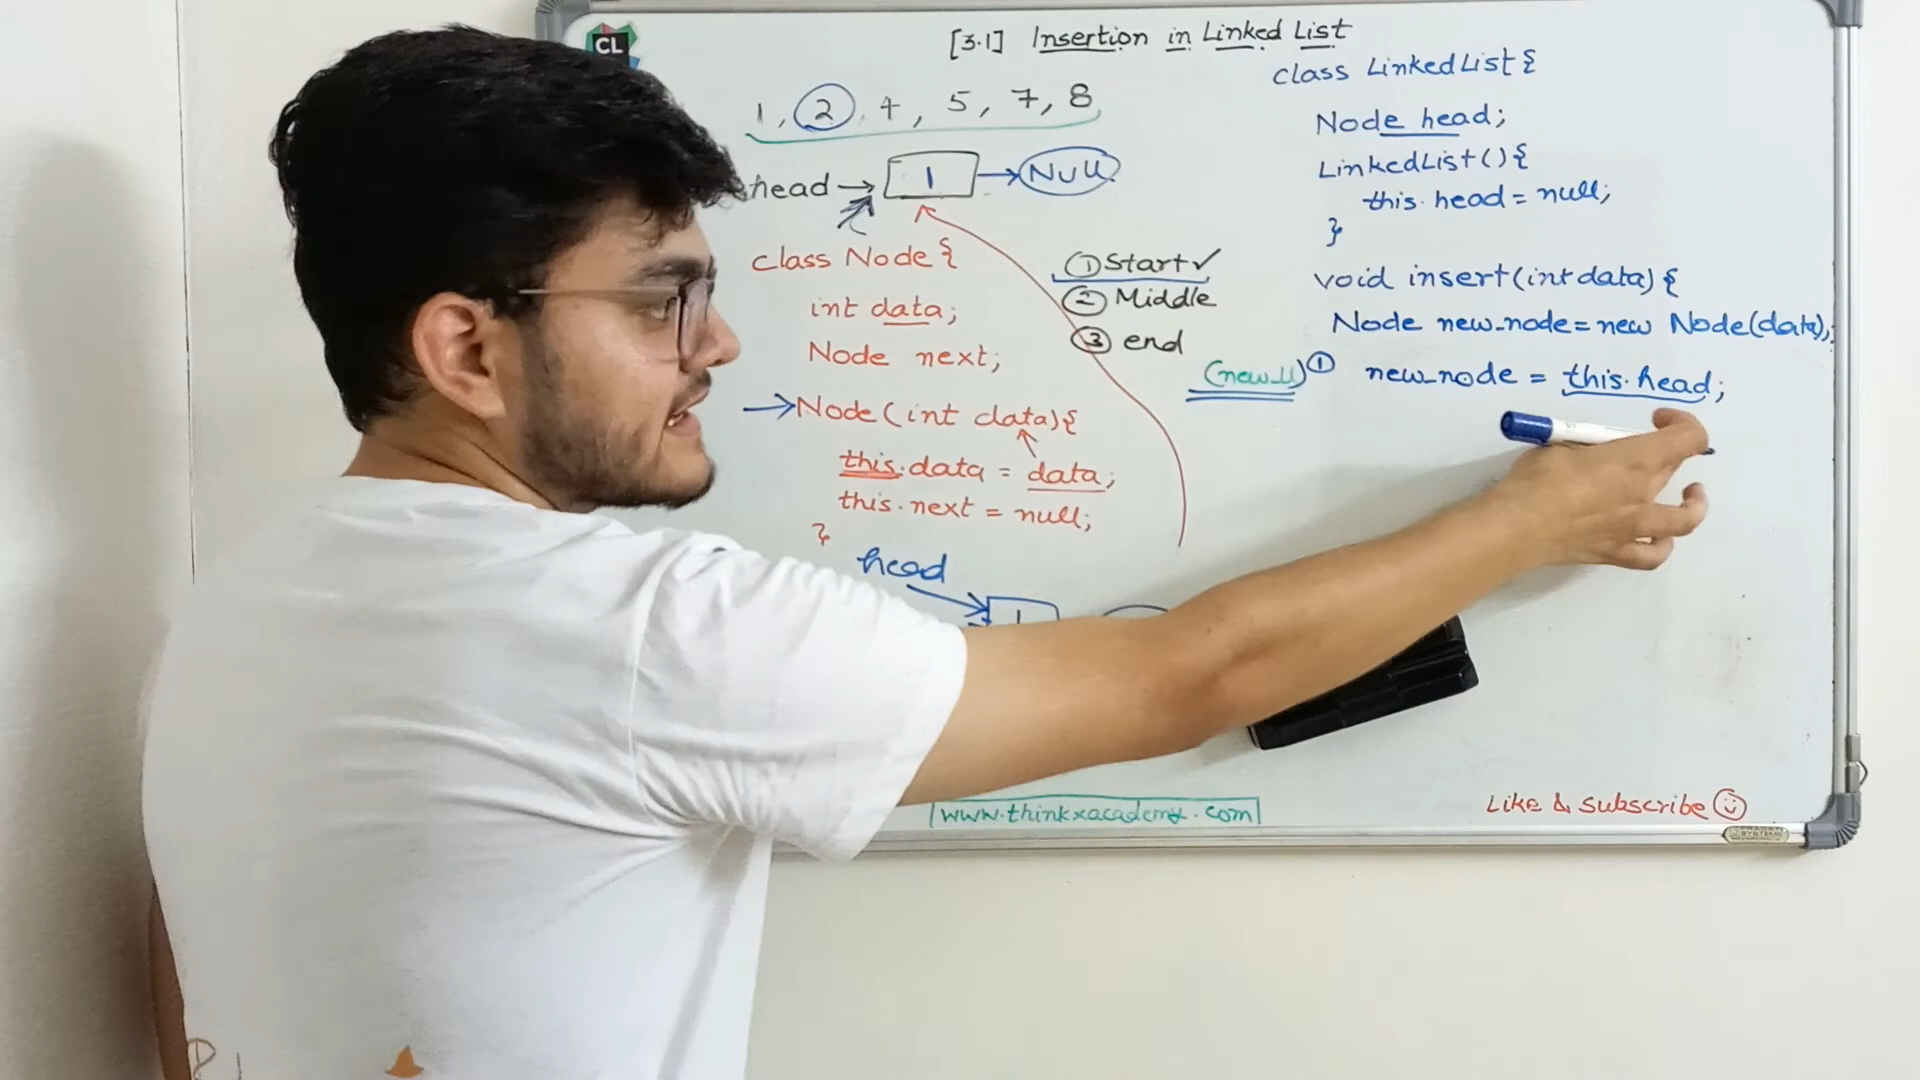 CL
[3.1] Insertion in Linked List
1, 2, 4, 5, 7, 8
head → 1 → Null
class Node {
int data;
Node next;
→ Node (int data) {
this.data = data;
this.next = null;
}
head
1
① Start ✓
② Middle
③ end
class LinkedList {
Node head;
LinkedList() {
this.head = null;
}
void insert(int data) {
Node new_node = new Node(data);
① new_node = this.head;
www.thinkxacademy.com
Like & subscribe
PRAGATI SYSTEMS